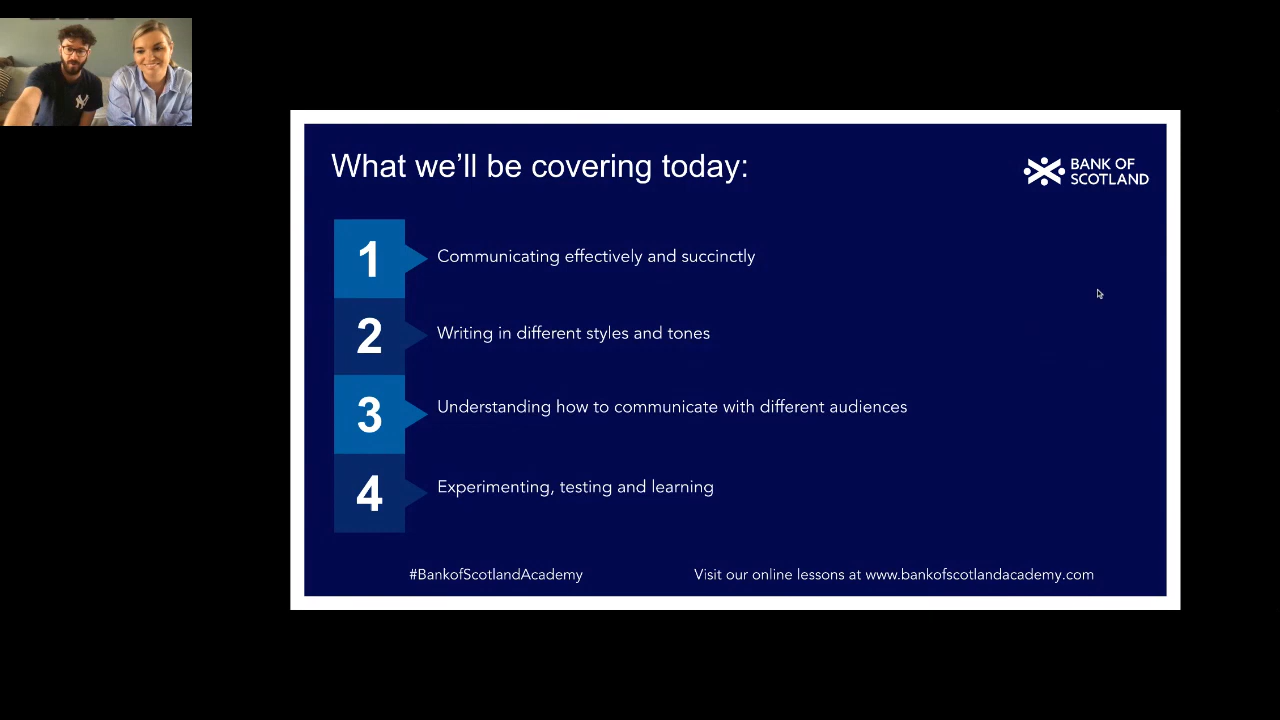 What we'll be covering today:
BANK OF
SCOTLAND
1
Communicating effectively and succinctly
2
Writing in different styles and tones
3
Understanding how to communicate with different audiences
4
Experimenting, testing and learning
#BankofScotlandAcademy
Visit our online lessons at www.bankofscotlandacademy.com